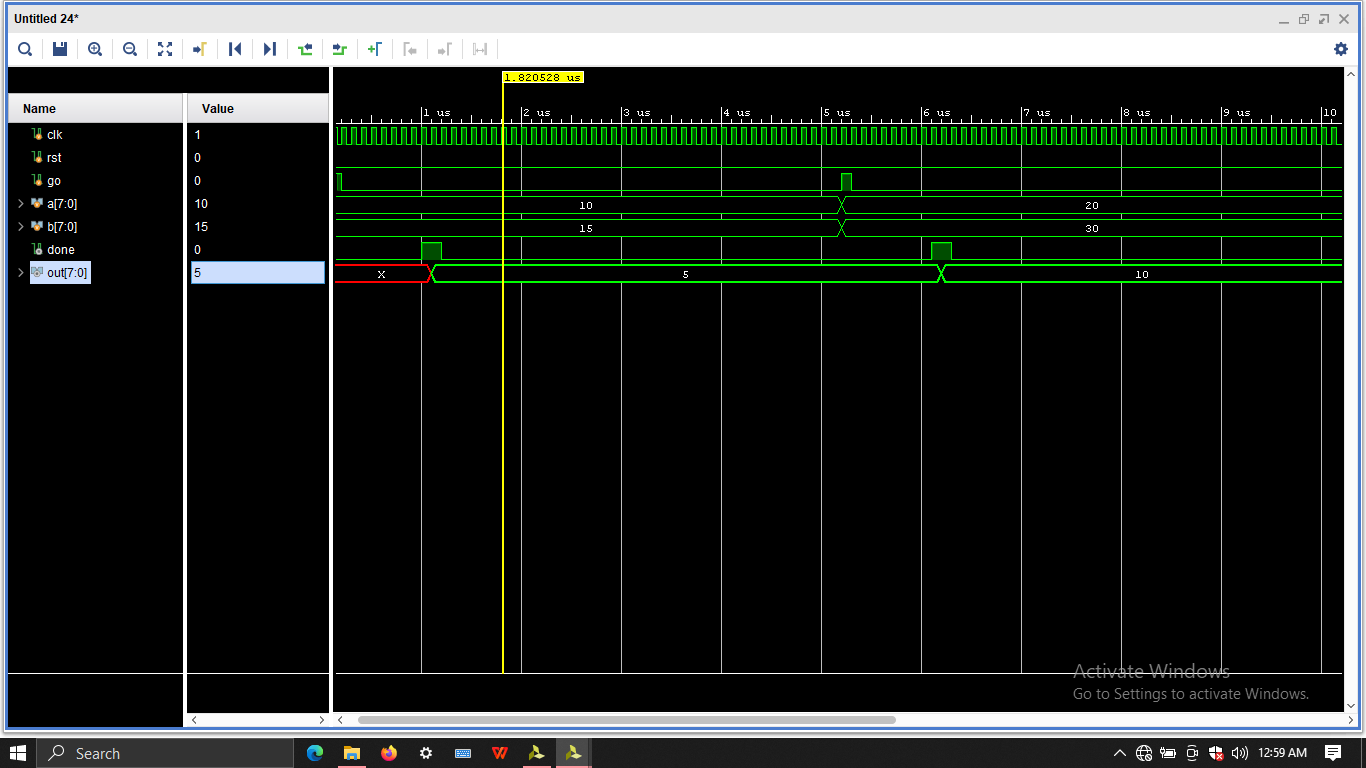 Untitled 24*
1.820528 us
Name
Value
1 us
2 us
3 us
4 us
5 us
6 us
7 us
8 us
9 us
10
clk
1
rst
0
go
0
a[7:0]
10
10
20
b[7:0]
15
15
30
done
0
out[7:0]
5
X
5
10
Activate Windows
Go to Settings to activate Windows.
Search
12:59 AM